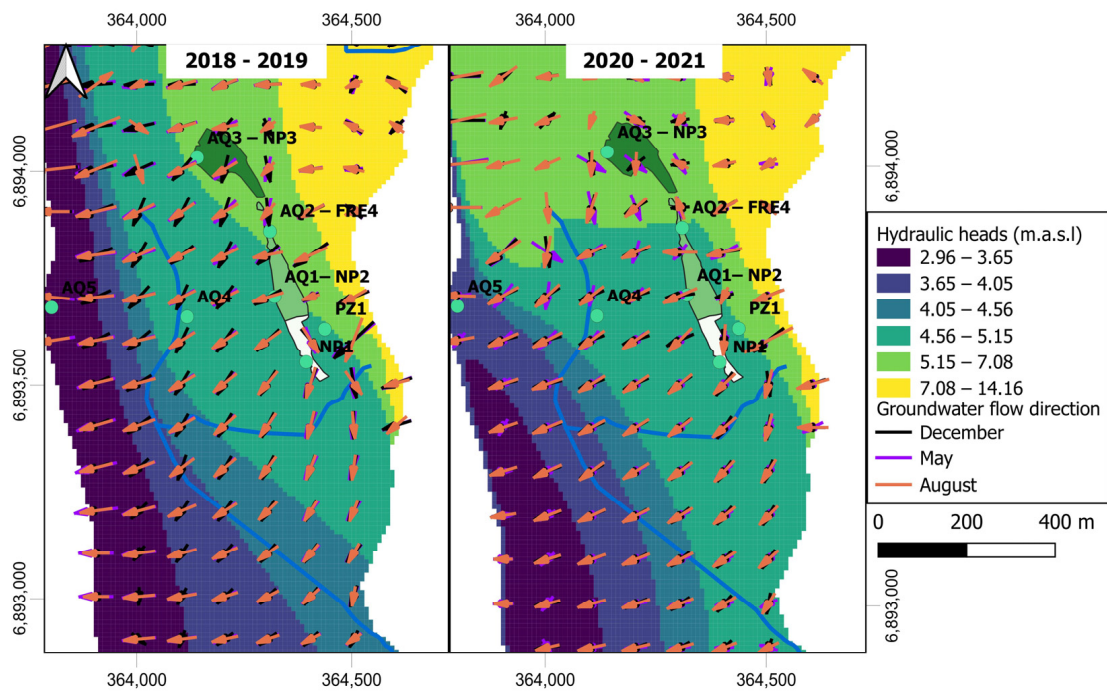 364,000
364,500
364,000
364,500
2018 - 2019
2020 - 2021
6,894,000
6,893,500
6,893,000
AQ3 – NP3
AQ2 – FRE4
AQ1 – NP2
AQ5
AQ4
PZ1
NP1
AQ3 – NP3
AQ2 – FRE4
AQ1 – NP2
AQ5
AQ4
PZ1
NP1
6,894,000
Hydraulic heads (m.a.s.l)
2.96 – 3.65
3.65 – 4.05
4.05 – 4.56
4.56 – 5.15
5.15 – 7.08
7.08 – 14.16
Groundwater flow direction
December
May
August
0 200 400 m
6,893,000
364,000
364,500
364,000
364,500